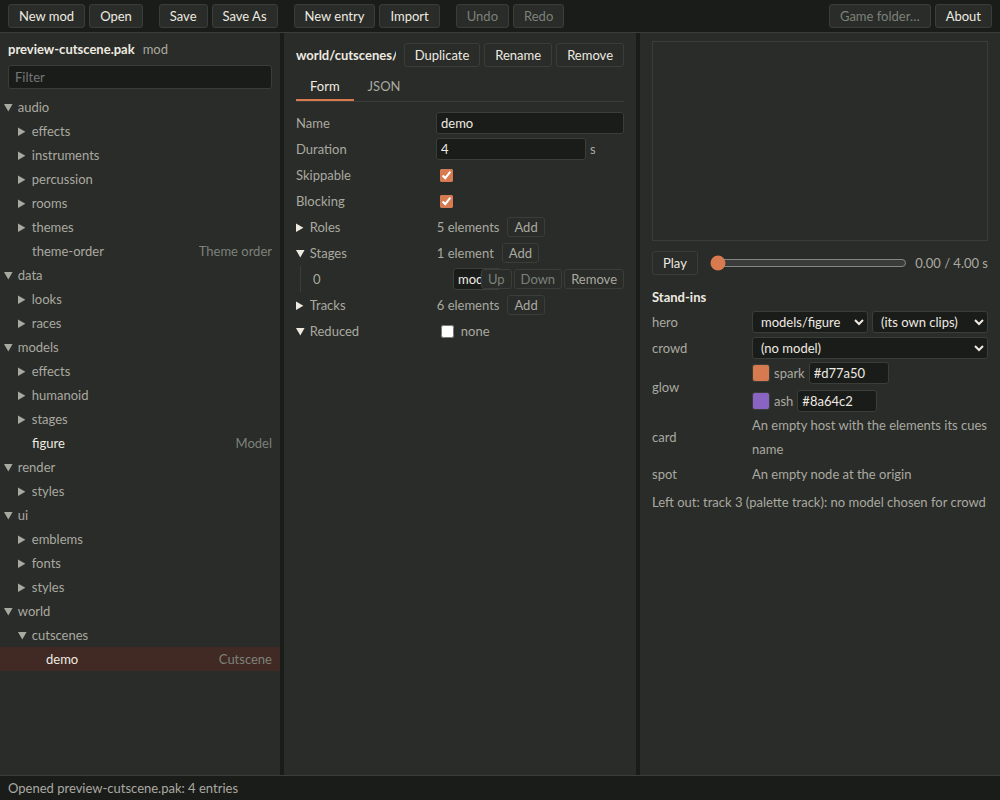 New mod Open Save Save As New entry Import Undo Redo Game folder... About
preview-cutscene.pak mod
Filter
audio
effects
instruments
percussion
rooms
themes
theme-order Theme order
data
looks
races
models
effects
humanoid
stages
figure Model
render
styles
ui
emblems
fonts
styles
world
cutscenes
demo Cutscene
world/cutscenes/ Duplicate Rename Remove
Form JSON
Name demo
Duration 4 s
Skippable
Blocking
Roles 5 elements Add
Stages 1 element Add
0 mod Up Down Remove
Tracks 6 elements Add
Reduced none
Play 0.00 / 4.00 s
Stand-ins
hero models/figure (its own clips)
crowd (no model)
glow spark #d77a50
ash #8a64c2
card An empty host with the elements its cues name
spot An empty node at the origin
Left out: track 3 (palette track): no model chosen for crowd
Opened preview-cutscene.pak: 4 entries